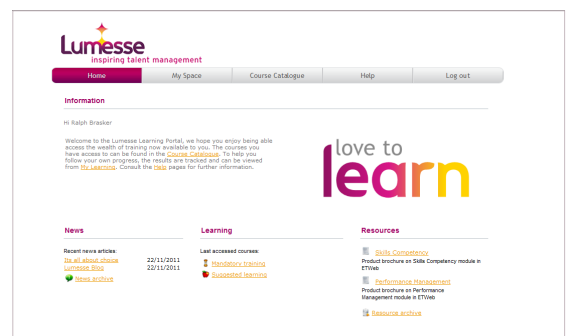 Lumesse
inspiring talent management
Home My Space Course Catalogue Help Log out
Information
Hi Ralph Brasker
Welcome to the Lumesse Learning Portal, we hope you enjoy being able
access the wealth of training now available to you. The courses you
have access to can be found in the Course Catalogue. To help you
follow your own progress, the results are tracked and can be viewed
from My Learning. Consult the Help pages for further information.
love to
learn
News
Recent news articles:
Its all about choice 22/11/2011
Lumesse Blog 22/11/2011
News archive
Learning
Last accessed courses:
Mandatory training
Suggested learning
Resources
Skills Competency
Product brochure on Skills Competency module in
ETWeb
Performance Management
Product brochure on Performance
Management module in ETWeb
Resource archive